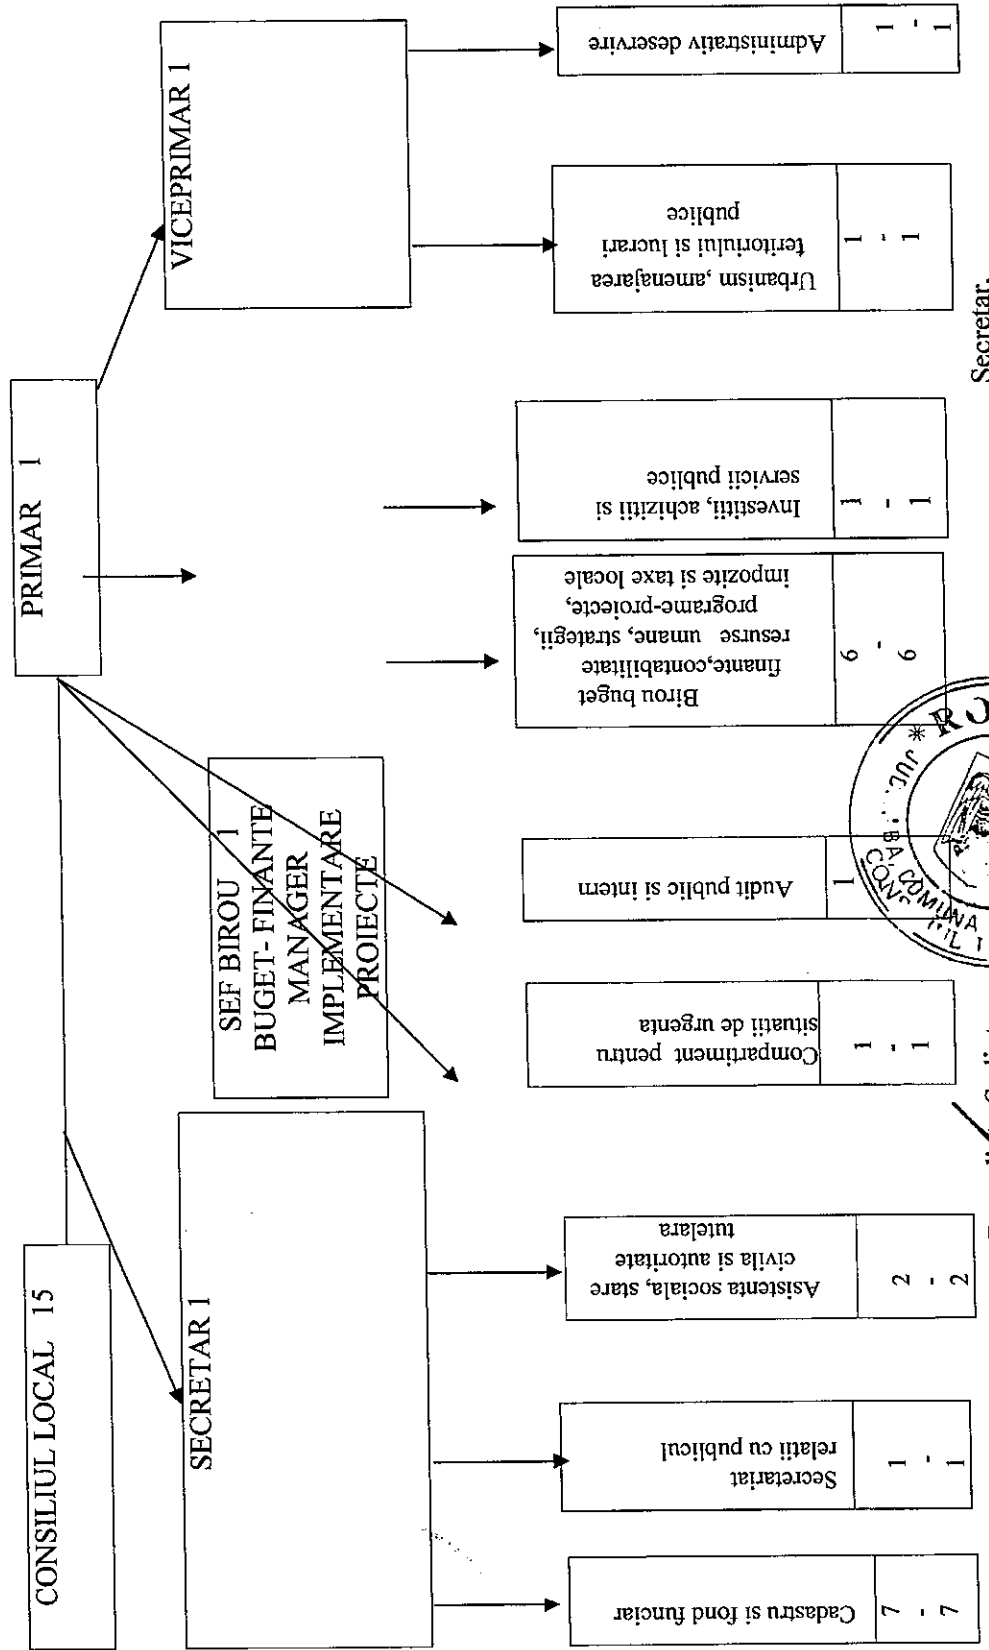 CONSILIUL LOCAL 15
PRIMAR 1
SECRETAR 1
SEF BIROU 1
BUGET- FINANTE
MANAGER
IMPLEMENTARE
PROIECTE
VICEPRIMAR 1
Cadastru si fond funciar
7
-
7
Secretariat
relatii cu publicul
1
-
1
Asistenta sociala, stare
civila si autoritate
tutelara
2
-
2
Compartiment pentru
situatii de urgenta
1
-
1
Audit public si intern
1
Birou buget
finante,contabilitate
resurse umane, strategii,
programe-proiecte,
impozite si taxe locale
6
-
6
Investitii, achizitii si
servicii publice
1
-
1
Urbanism, amenajarea
teritoriului si lucrari
publice
1
-
1
Administrativ deservire
1
-
1
Secretar,
* RO
JUD.
BA, COMUNA